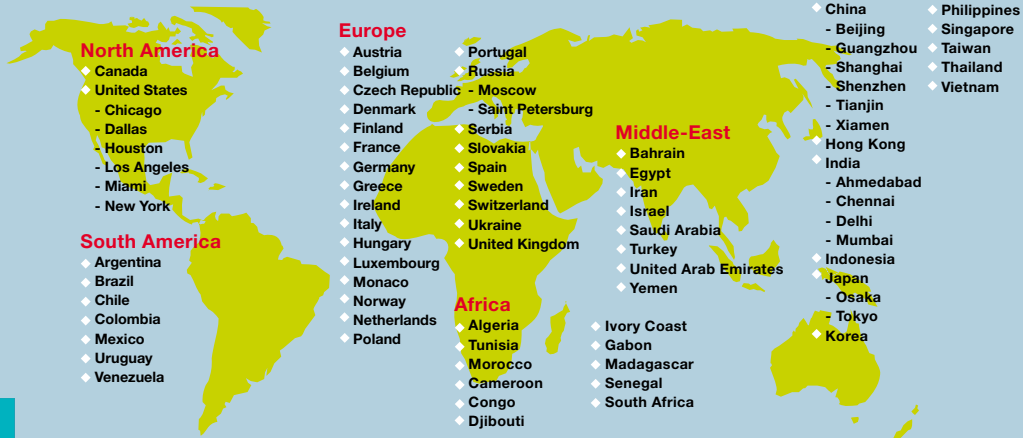 North America
Canada
United States
- Chicago
- Dallas
- Houston
- Los Angeles
- Miami
- New York
South America
Argentina
Brazil
Chile
Colombia
Mexico
Uruguay
Venezuela
Europe
Austria
Belgium
Czech Republic
Denmark
Finland
France
Germany
Greece
Ireland
Italy
Hungary
Luxembourg
Monaco
Norway
Netherlands
Poland
Portugal
Russia
- Moscow
- Saint Petersburg
Serbia
Slovakia
Spain
Sweden
Switzerland
Ukraine
United Kingdom
Africa
Algeria
Tunisia
Morocco
Cameroon
Congo
Djibouti
Ivory Coast
Gabon
Madagascar
Senegal
South Africa
Middle-East
Bahrain
Egypt
Iran
Israel
Saudi Arabia
Turkey
United Arab Emirates
Yemen
China
- Beijing
- Guangzhou
- Shanghai
- Shenzhen
- Tianjin
- Xiamen
Hong Kong
India
- Ahmedabad
- Chennai
- Delhi
- Mumbai
Indonesia
Japan
- Osaka
- Tokyo
Korea
Philippines
Singapore
Taiwan
Thailand
Vietnam